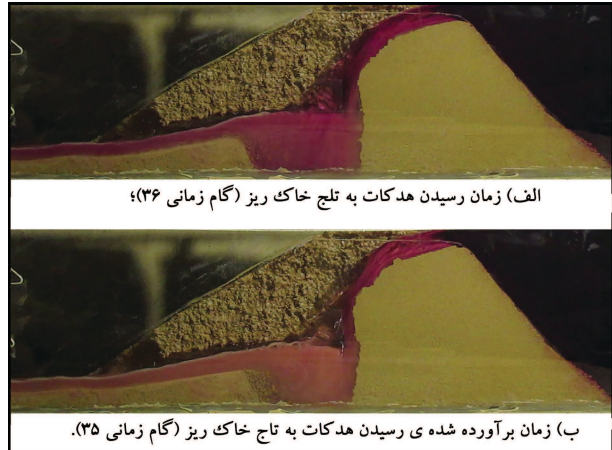 الف) زمان رسیدن هدکات به تلج خاک ریز (گام زمانی ۳۶)؛
ب) زمان برآورده شده ی رسیدن هدکات به تاج خاک ریز (گام زمانی ۳۵).